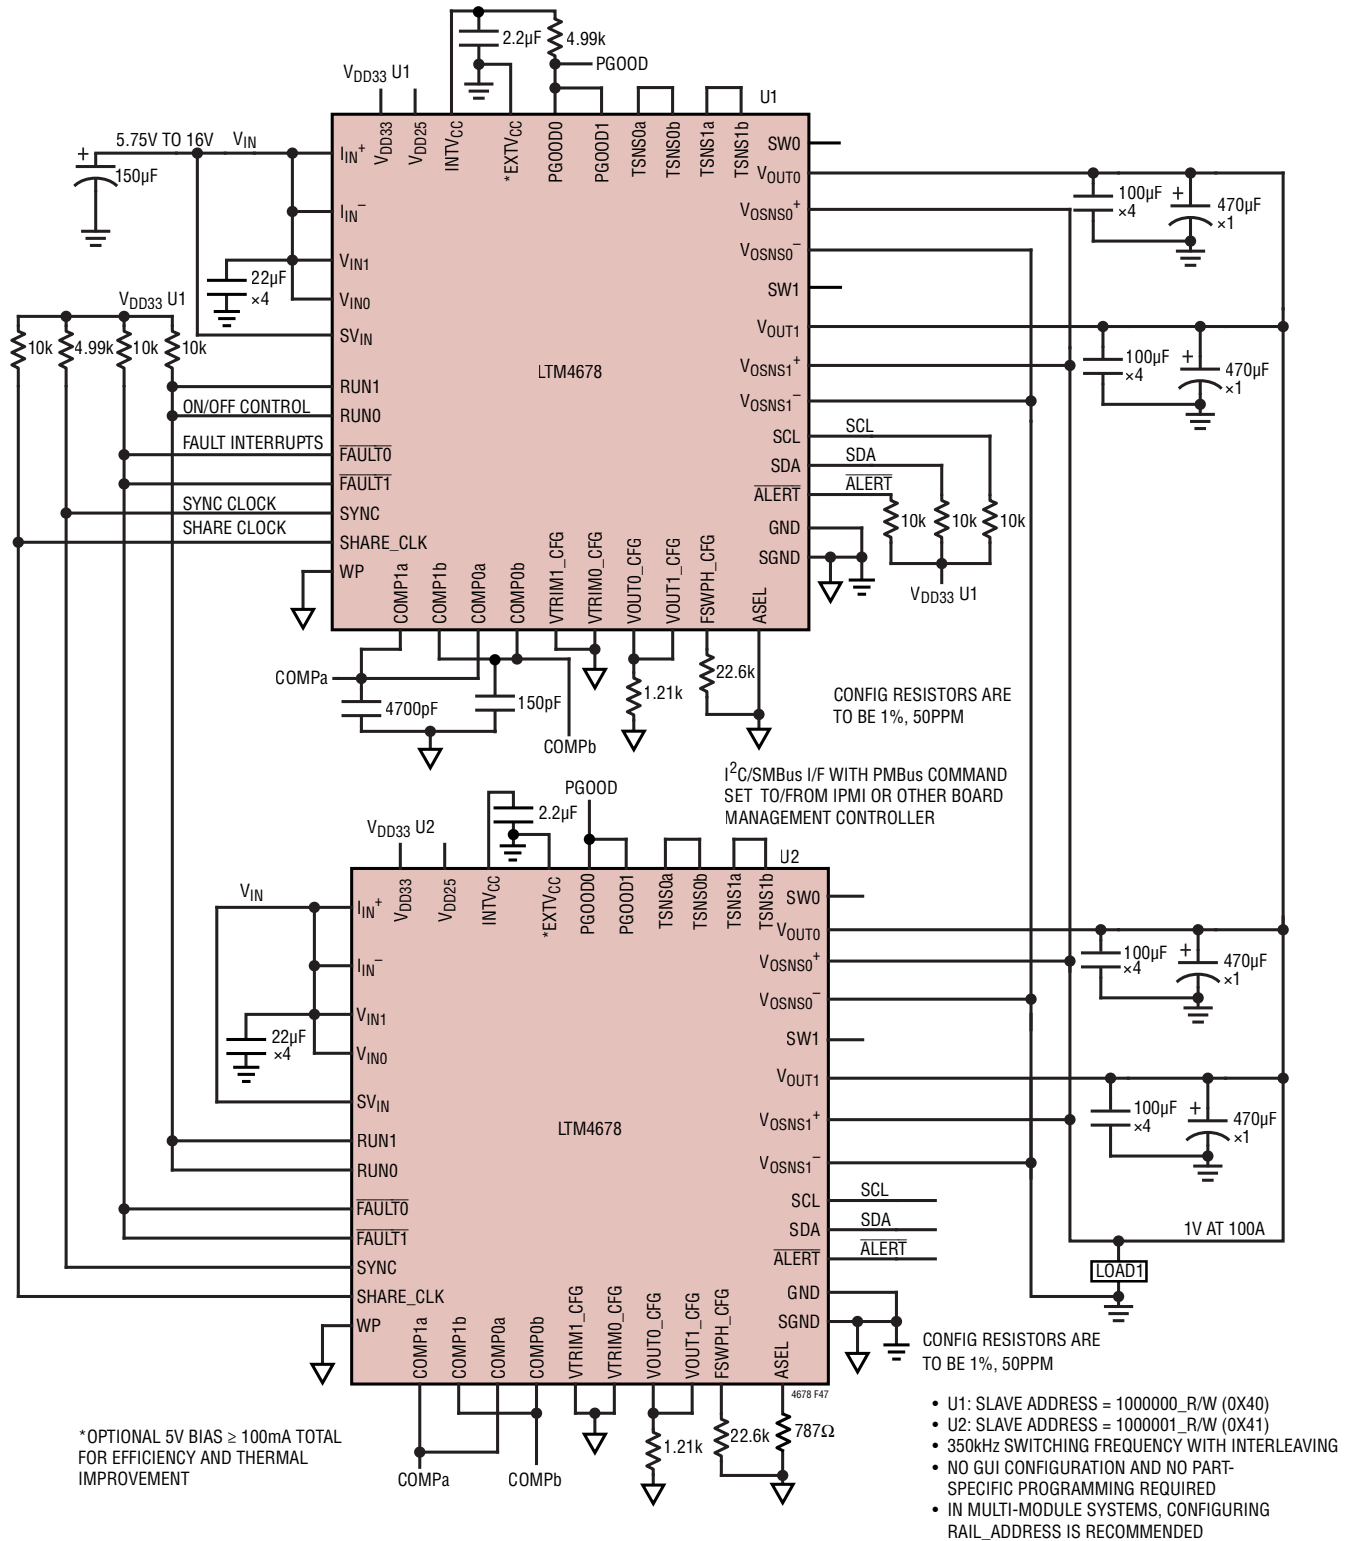 2.2µF
4.99k
PGOOD
VDD33 U1
U1
5.75V TO 16V
VIN
+
150µF
IIN+
VDD33
VDD25
INTVCC
*EXTVCC
PGOOD0
PGOOD1
TSNS0a
TSNS0b
TSNS1a
TSNS1b
SW0
VOUT0
100µF
×4
+
470µF
×1
IIN–
VOSNS0+
VOSNS0–
VIN1
22µF
×4
VIN0
SW1
VDD33 U1
SVIN
VOUT1
10k
4.99k
10k
10k
LTM4678
VOSNS1+
100µF
×4
+
470µF
×1
RUN1
VOSNS1–
ON/OFF CONTROL
RUN0
SCL
SCL
FAULT INTERRUPTS
FAULT0
SDA
SDA
FAULT1
ALERT
ALERT
SYNC CLOCK
SYNC
10k
10k
10k
SHARE CLOCK
SHARE_CLK
GND
WP
SGND
VDD33 U1
COMP1a
COMP1b
COMP0a
COMP0b
VTRIM1_CFG
VTRIM0_CFG
VOUT0_CFG
VOUT1_CFG
FSWPH_CFG
ASEL
COMPa
4700pF
150pF
COMPb
1.21k
22.6k
CONFIG RESISTORS ARE
TO BE 1%, 50PPM
I2C/SMBus I/F WITH PMBus COMMAND
SET TO/FROM IPMI OR OTHER BOARD
MANAGEMENT CONTROLLER
PGOOD
2.2µF
VDD33 U2
U2
VIN
IIN+
VDD33
VDD25
INTVCC
*EXTVCC
PGOOD0
PGOOD1
TSNS0a
TSNS0b
TSNS1a
TSNS1b
SW0
VOUT0
100µF
×4
+
470µF
×1
IIN–
VOSNS0+
VOSNS0–
VIN1
22µF
×4
VIN0
SW1
VOUT1
SVIN
100µF
×4
+
470µF
×1
LTM4678
VOSNS1+
RUN1
VOSNS1–
RUN0
SCL
SCL
FAULT0
SDA
SDA
1V AT 100A
FAULT1
ALERT
ALERT
SYNC
LOAD1
SHARE_CLK
GND
WP
SGND
COMP1a
COMP1b
COMP0a
COMP0b
VTRIM1_CFG
VTRIM0_CFG
VOUT0_CFG
VOUT1_CFG
FSWPH_CFG
ASEL
4678 F47
CONFIG RESISTORS ARE
TO BE 1%, 50PPM
COMPa
COMPb
1.21k
22.6k
787Ω
*OPTIONAL 5V BIAS ≥ 100mA TOTAL
FOR EFFICIENCY AND THERMAL
IMPROVEMENT
• U1: SLAVE ADDRESS = 1000000_R/W (0X40)
• U2: SLAVE ADDRESS = 1000001_R/W (0X41)
• 350kHz SWITCHING FREQUENCY WITH INTERLEAVING
• NO GUI CONFIGURATION AND NO PART-
SPECIFIC PROGRAMMING REQUIRED
• IN MULTI-MODULE SYSTEMS, CONFIGURING
RAIL_ADDRESS IS RECOMMENDED